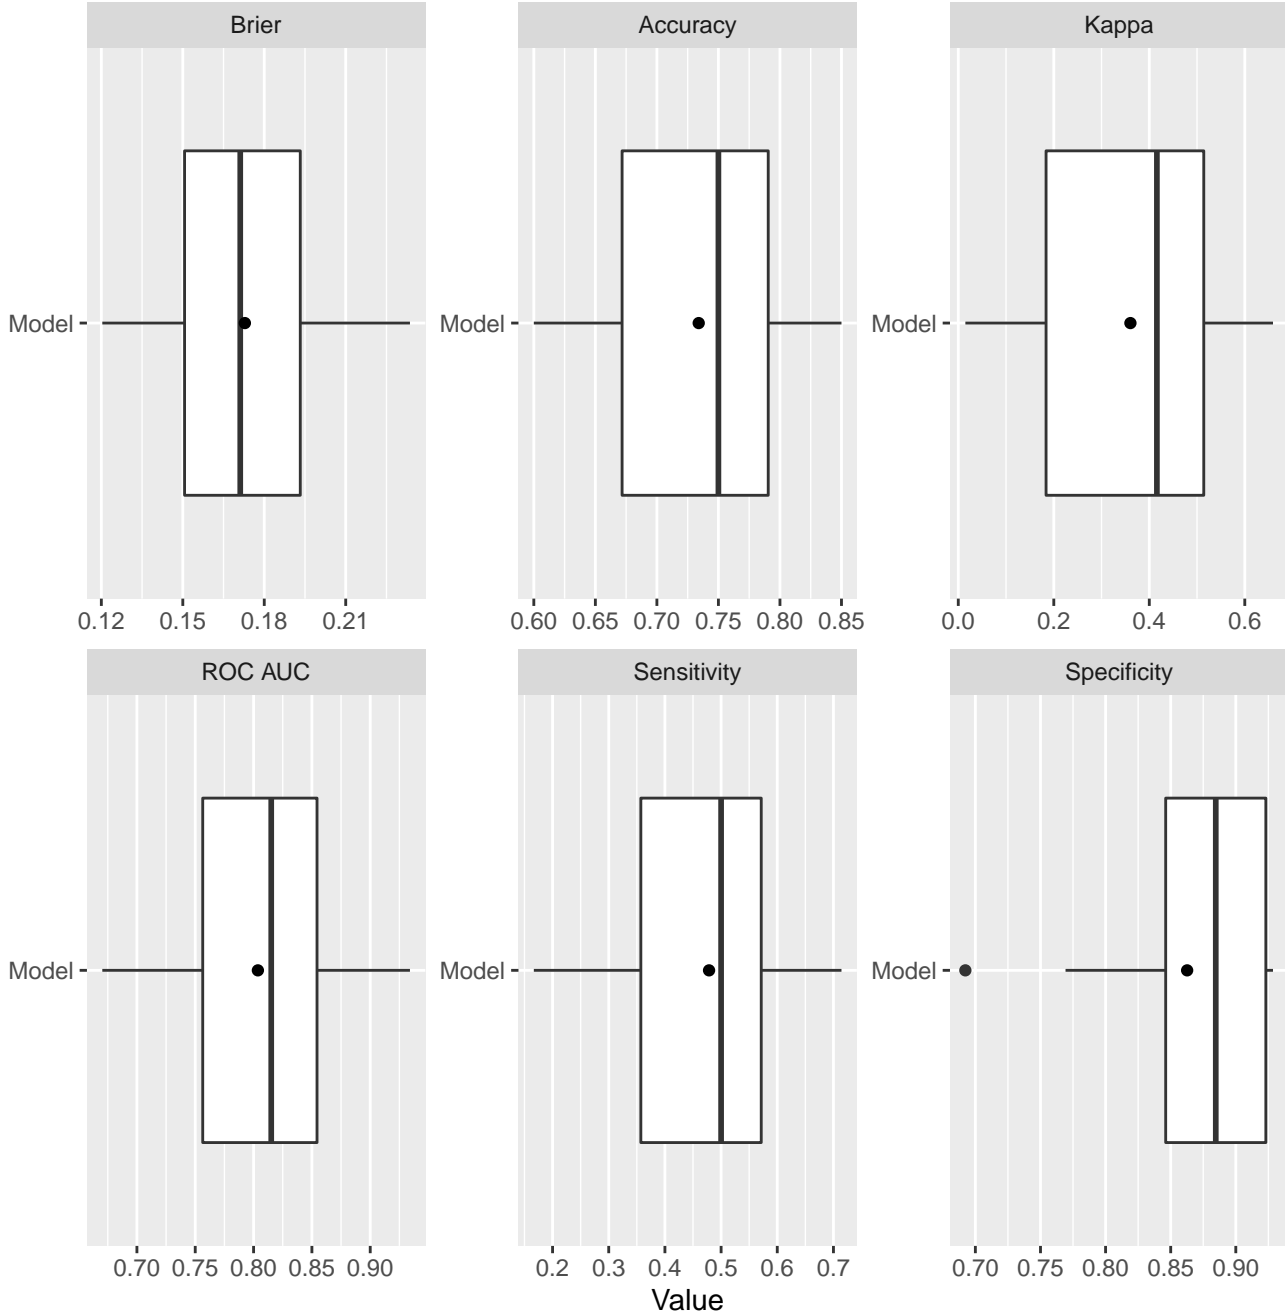 Brier Accuracy Kappa
Model Model Model
0.12 0.15 0.18 0.21 0.60 0.65 0.70 0.75 0.80 0.85 0.0 0.2 0.4 0.6
ROC AUC Sensitivity Specificity
Model Model Model
0.70 0.75 0.80 0.85 0.90 0.2 0.3 0.4 0.5 0.6 0.7 0.70 0.75 0.80 0.85 0.90
Value